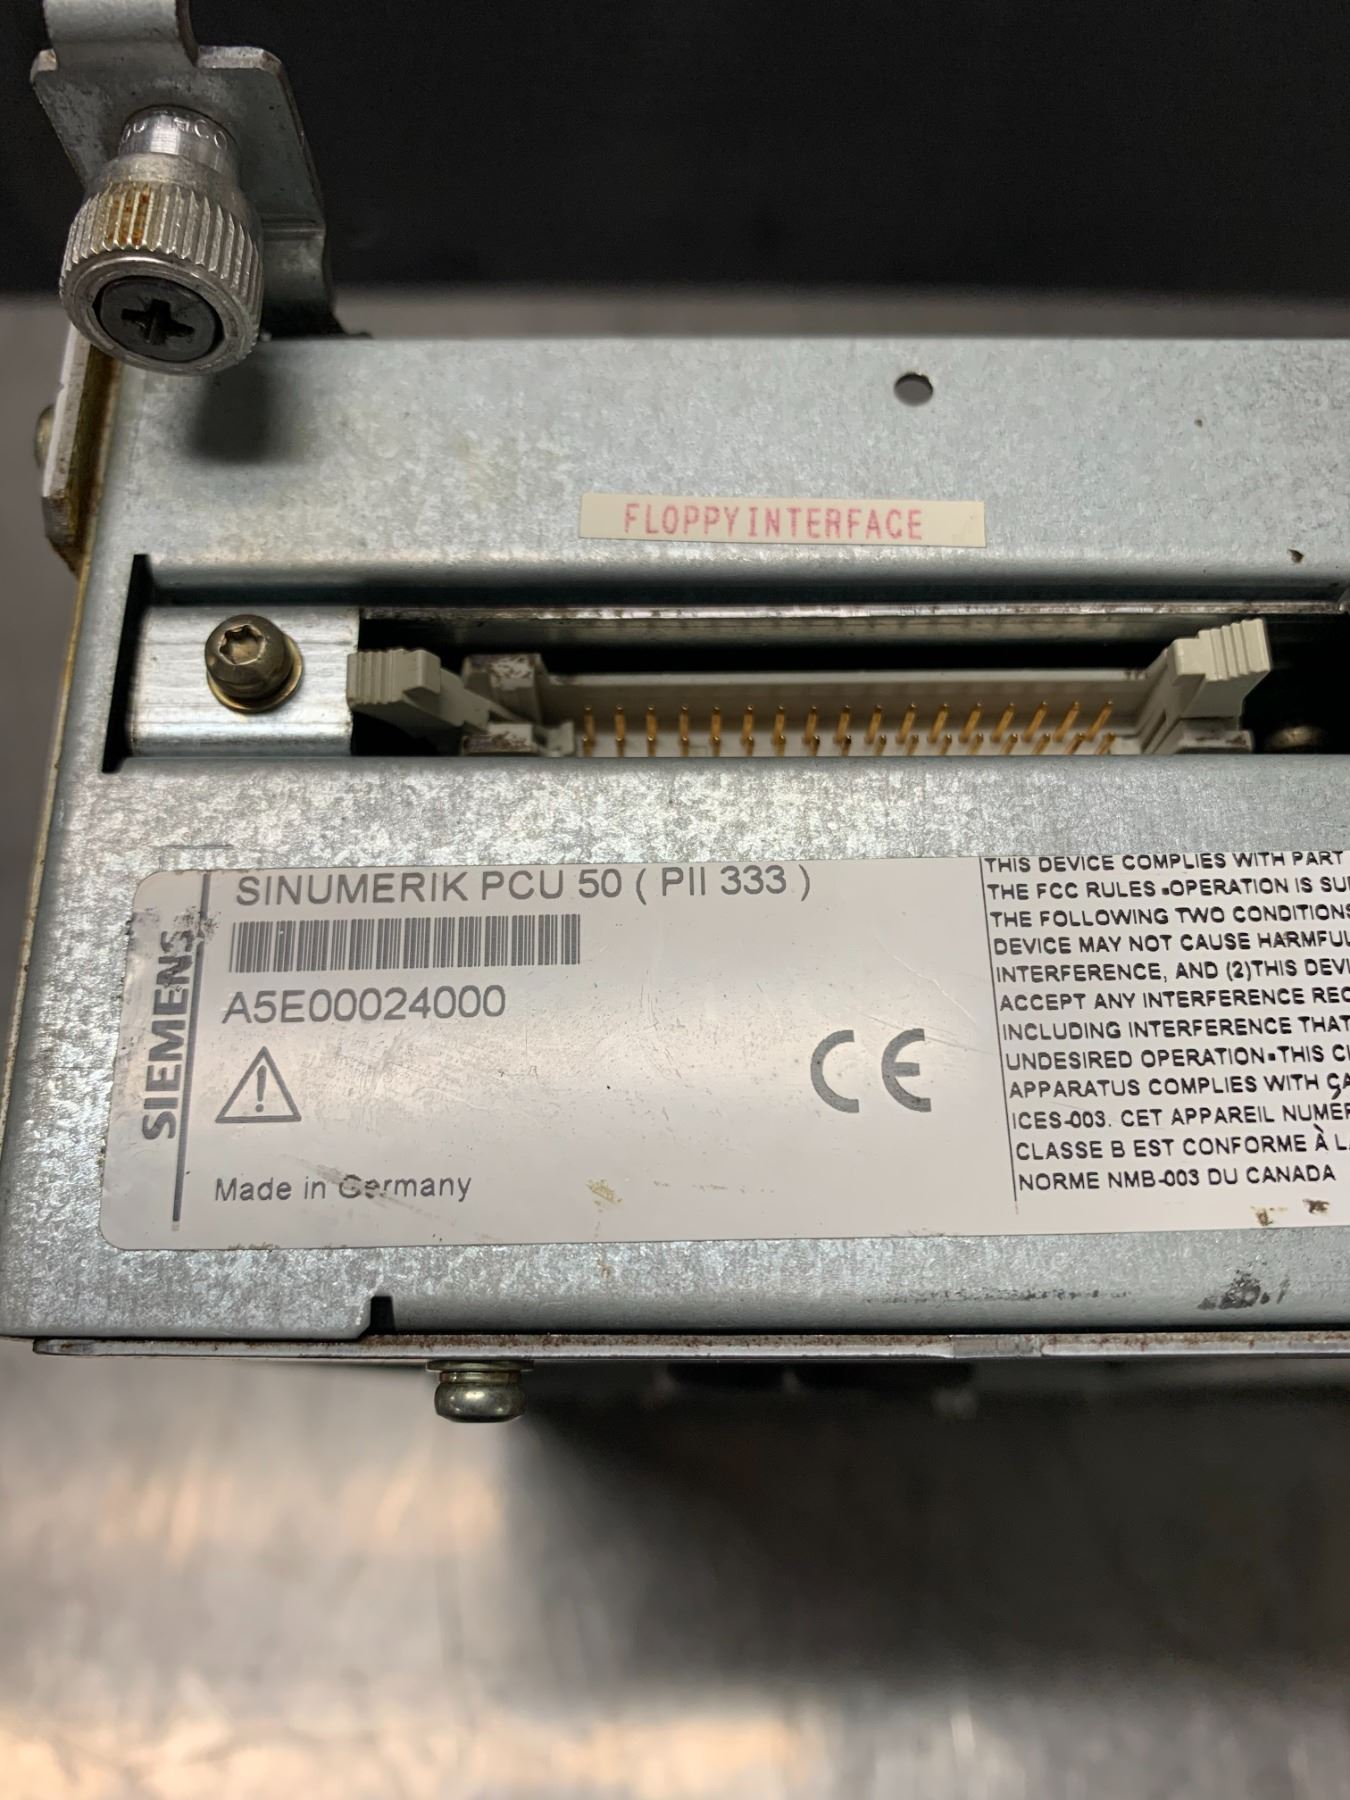 FLOPPY INTERFACE
SIEMENS
SINUMERIK PCU 50 ( PII 333 )
A5E00024000
Made in Germany
CE
THIS DEVICE COMPLIES WITH PART
THE FCC RULES ▪OPERATION IS
THE FOLLOWING TWO CONDITIONS
DEVICE MAY NOT CAUSE HARMFUL
INTERFERENCE, AND (2)THIS
ACCEPT ANY INTERFERENCE
INCLUDING INTERFERENCE THAT
UNDESIRED OPERATION▪THIS
APPARATUS COMPLIES WITH
ICES-003. CET APPAREIL
CLASSE B EST CONFORME À
NORME NMB-003 DU CANADA